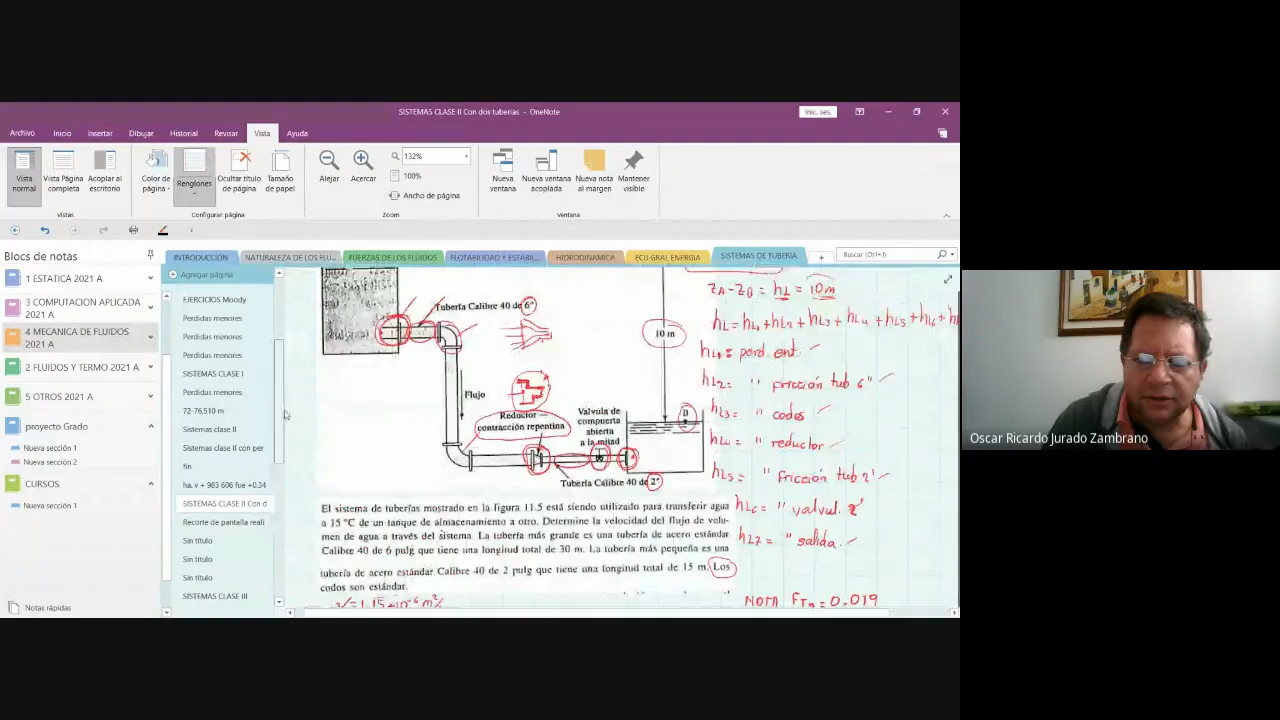 SISTEMAS CLASE II Con dos tuberias - OneNote
Inic. ses.
Archivo Inicio Insertar Dibujar Historial Revisar Vista Ayuda
Vista normal
Vista Página completa
Acoplar al escritorio
Vistas
Color de página
Renglones
Ocultar título de página
Tamaño de papel
Configurar página
Alejar
Acercar
132%
100%
Ancho de página
Zoom
Nueva ventana
Nueva ventana acoplada
Nueva nota al margen
Mantener visible
Ventana
Blocs de notas
INTRODUCCIÓN
NATURALEZA DE LOS FLU...
FUERZAS DE LOS FLUIDOS
FLOTABILIDAD Y ESTABIL...
HIDRODINAMICA
ECU GRAL ENERGIA
SISTEMAS DE TUBERIA
Buscar (Ctrl+J)
1 ESTATICA 2021 A
3 COMPUTACION APLICADA 2021 A
4 MECANICA DE FLUIDOS 2021 A
2 FLUIDOS Y TERMO 2021 A
5 OTROS 2021 A
proyecto Grado
Nueva sección 1
Nueva sección 2
CURSOS
Nueva sección 1
Notas rápidas
Agregar página
EJERCICIOS Moody
Perdidas menores
Perdidas menores
Perdidas menores
SISTEMAS CLASE I
Perdidas menores
72-76,510 m
Sistemas clase II
Sistemas clase II con per
fin
ha. v + 983 606 fue +0.34
SISTEMAS CLASE II Con d
Recorte de pantalla reali
Sin título
Sin título
Sin título
SISTEMAS CLASE III
Tubería Calibre 40 de 6"
10 m
Flujo
Reductor —
contracción repentina
Válvula de
compuerta
abierta
a la mitad
B
Tubería Calibre 40 de 2"
El sistema de tuberías mostrado en la figura 11.5 está siendo utilizado para transferir agua
a 15 °C de un tanque de almacenamiento a otro. Determine la velocidad del flujo de volu-
men de agua a través del sistema. La tubería más grande es una tubería de acero estándar
Calibre 40 de 6 pulg que tiene una longitud total de 30 m. La tubería más pequeña es una
tubería de acero estándar Calibre 40 de 2 pulg que tiene una longitud total de 15 m. Los
codos son estándar.
ZA-ZB = hL = 10m
hL = hL1+hL2+hL3+hL4+hL5+hL6+h
hL1 = perd ent.
hL2 = " fricción tub 6"
hL3 = " codos
hL4 = " reductor
hL5 = " fricción tub 2"
hL6 = " valvul. 2"
hL7 = " salida.
NOTA FT2 = 0.019
Oscar Ricardo Jurado Zambrano